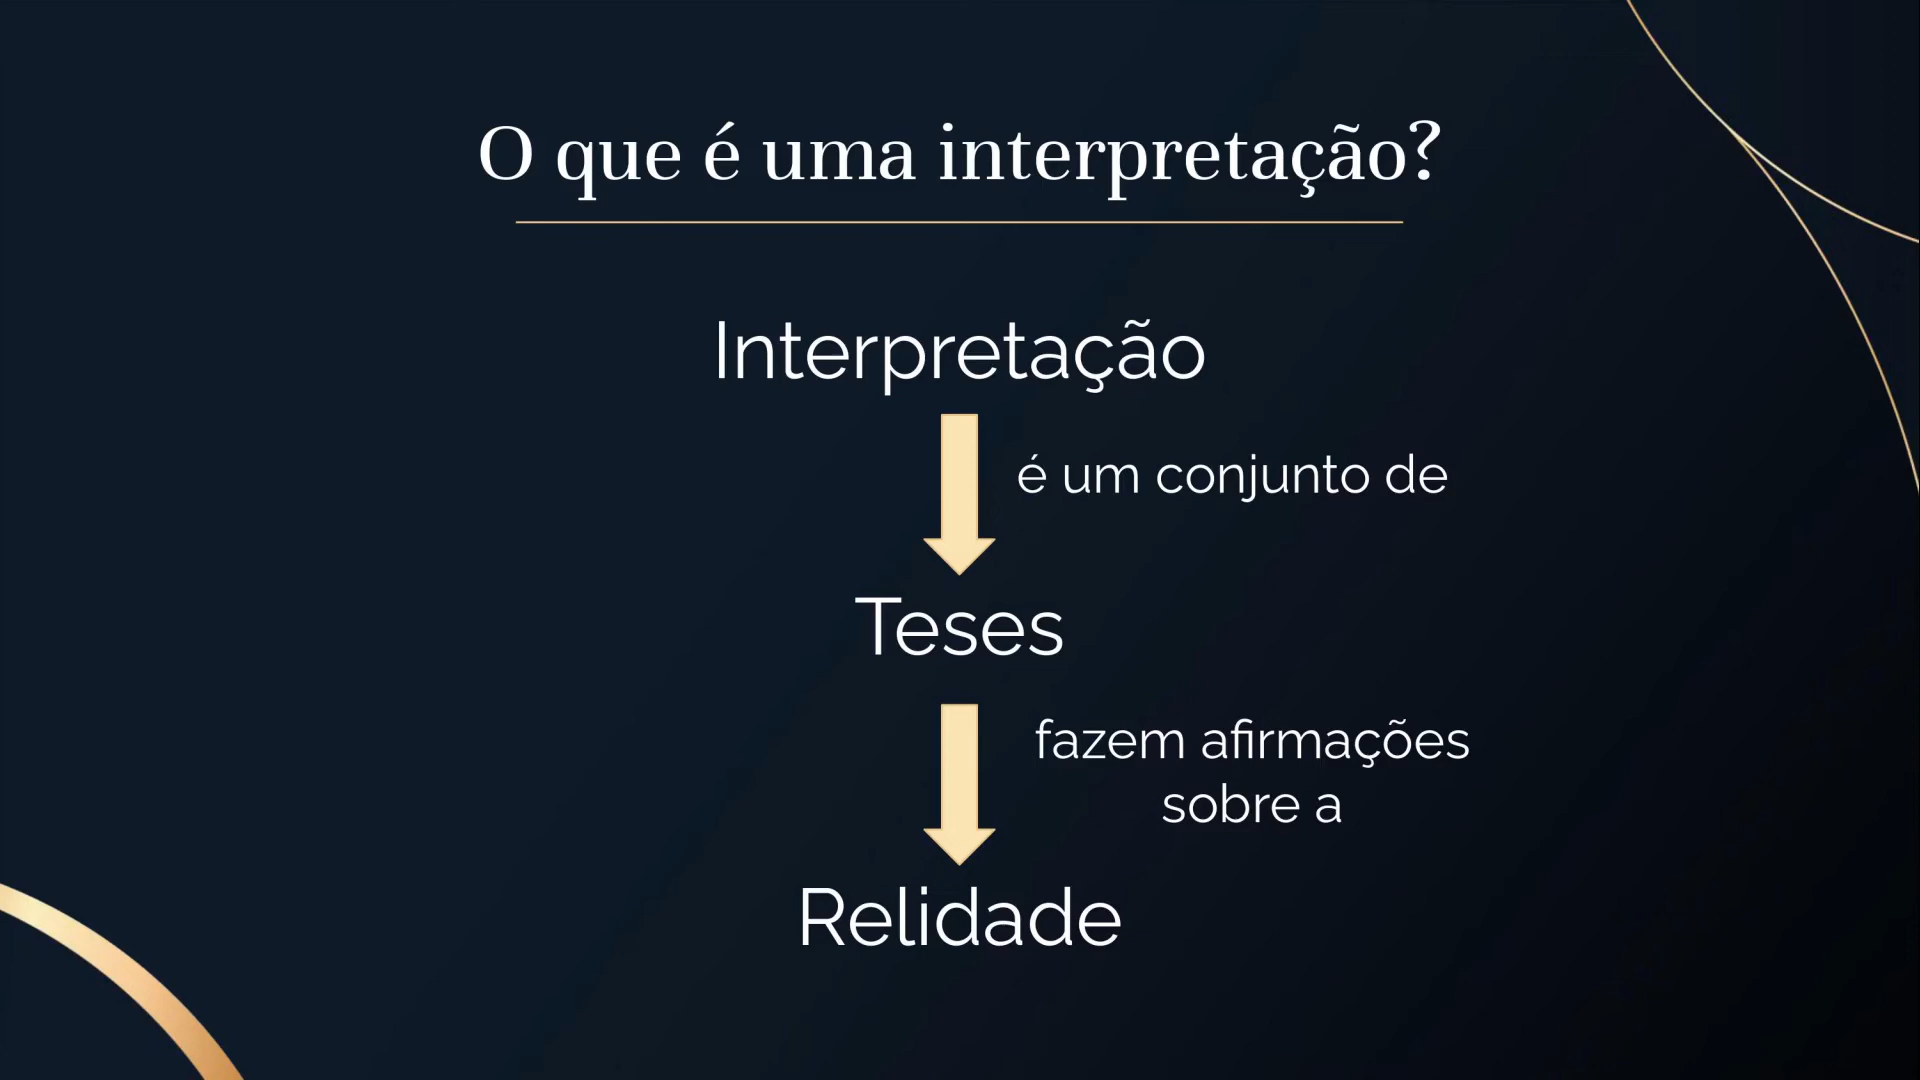 O que é uma interpretação?
Interpretação
é um conjunto de
Teses
fazem afirmações
sobre a
Relidade